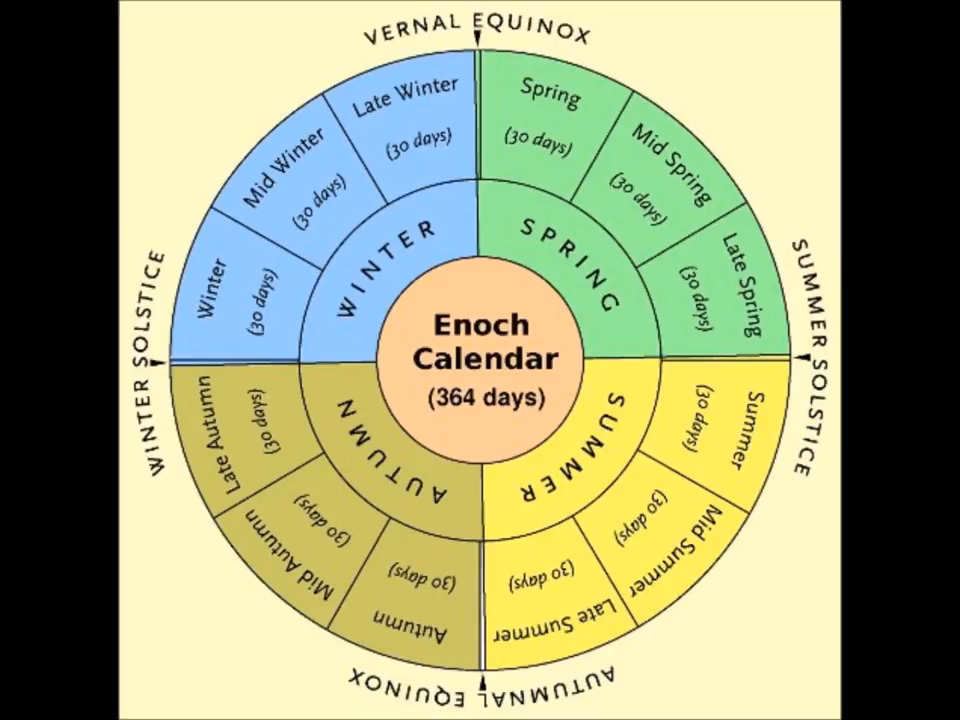 VERNAL EQUINOX
Spring
(30 days)
Mid Spring
(30 days)
Late Spring
(30 days)
SPRING
SUMMER SOLSTICE
Summer
(30 days)
Mid Summer
(30 days)
Late Summer
(30 days)
SUMMER
AUTUMNAL EQUINOX
Autumn
(30 days)
Mid Autumn
(30 days)
Late Autumn
(30 days)
AUTUMN
WINTER SOLSTICE
Winter
(30 days)
Mid Winter
(30 days)
Late Winter
(30 days)
WINTER
Enoch
Calendar
(364 days)